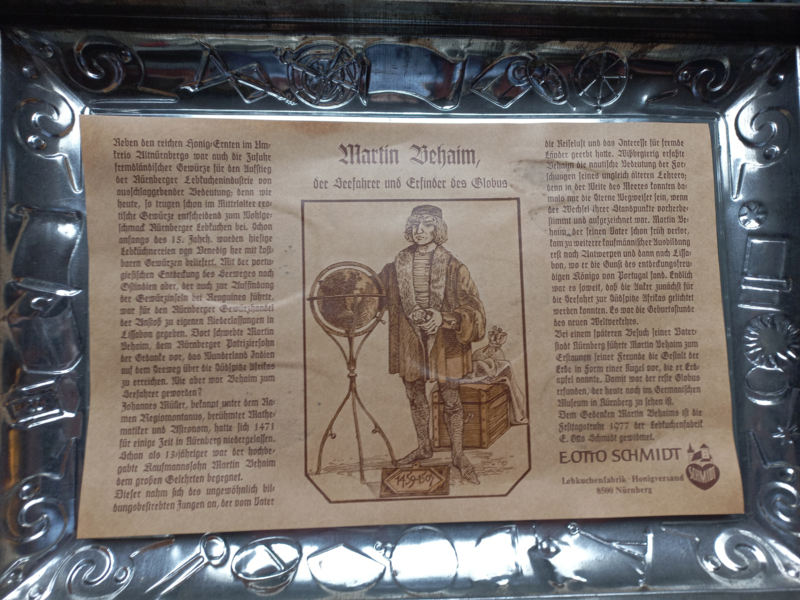 Neben den reichen Honig-Ernten im Um-
kreis Altnürnbergs war auch die Zufuhr
fremdländischer Gewürze für den Aufstieg
der Nürnberger Lebkuchenindustrie von
ausschlaggebender Bedeutung; denn wie
heute, so trugen schon im Mittelalter exo-
tische Gewürze entscheidend zum Wohlge-
schmack Nürnberger Lebkuchen bei. Schon
anfangs des 15. Jahrh. wurden hiesige
Lebküchnereien von Venedig her mit kost-
baren Gewürzen beliefert. Mit der portu-
giesischen Entdeckung des Seeweges nach
Ostindien aber, der auch zur Auffindung
der Gewürzinseln bei Neuguinea führte,
war für den Nürnberger Gewürzhandel
der Anstoß zu eigenen Niederlassungen in
Lissabon gegeben. Dort schwebte Martin
Behaim, dem Nürnberger Patriziersohn
der Gedanke vor, das Wunderland Indien
auf dem Seeweg über die Südspitze Afrikas
zu erreichen. Wie aber war Behaim zum
Seefahrer geworden?
Johannes Müller, bekannt unter dem Na-
men Regiomontanus, berühmter Mathe-
matiker und Astronom, hatte sich 1471
für einige Zeit in Nürnberg niedergelassen.
Schon als 13jähriger war der hochbe-
gabte Kaufmannssohn Martin Behaim
dem großen Gelehrten begegnet.
Dieser nahm sich des ungewöhnlich bil-
dungsbestrebten Jungen an, der vom Vater
Martin Behaim,
der Seefahrer und Erfinder des Globus
1459-1507
die Reiselust und das Interesse für fremde
Länder geerbt hatte. Wißbegierig erfaßte
Behaim die nautische Bedeutung der For-
schungen seines ungleich älteren Lehrers;
denn in der Weite des Meeres konnten da-
mals nur die Sterne Wegweiser sein, wenn
der Wechsel ihrer Standpunkte vorherbe-
stimmt und aufgezeichnet war. Martin Be-
haim, der seinen Vater schon früh verlor,
kam zu weiterer kaufmännischer Ausbildung
erst nach Antwerpen und dann nach Lissa-
bon, wo er die Gunst des entdeckungsfreu-
digen Königs von Portugal fand. Endlich
war es soweit, daß die Anker zunächst für
die Seefahrt zur Südspitze Afrikas gelichtet
werden konnten. Es war die Geburtsstunde
des neuen Weltverkehrs.
Bei einem späteren Besuch seiner Vater-
stadt Nürnberg führte Martin Behaim zum
Erstaunen seiner Freunde die Gestalt der
Erde in Form einer Kugel vor, die er Erd-
apfel nannte. Damit war der erste Globus
erfunden, der heute noch im Germanischen
Museum in Nürnberg zu sehen ist.
Dem Gedenken Martin Behaims ist die
Festtagstruhe 1977 der Lebkuchenfabrik
E. Otto Schmidt gewidmet.
E. OTTO SCHMIDT
SCHMIDT
Lebkuchenfabrik · Honigversand
8500 Nürnberg